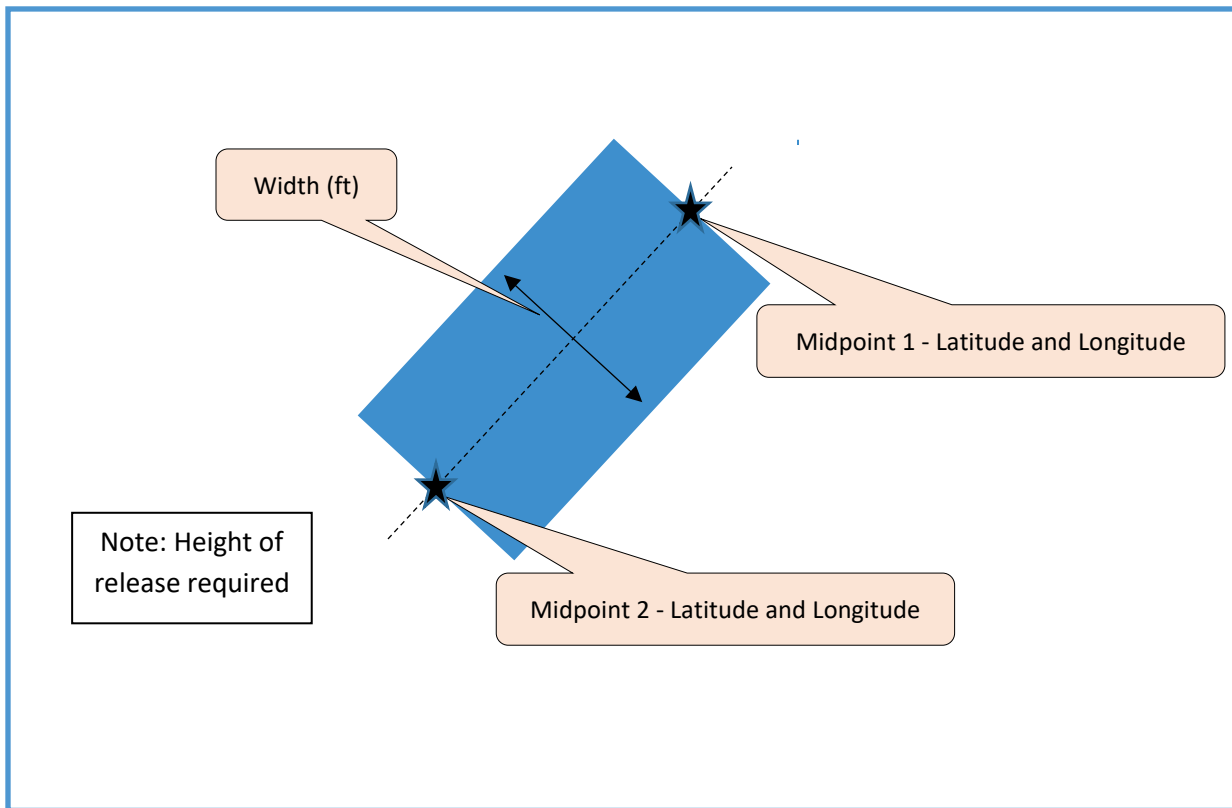 Width (ft)
Midpoint 1 - Latitude and Longitude
Note: Height of
release required
Midpoint 2 - Latitude and Longitude